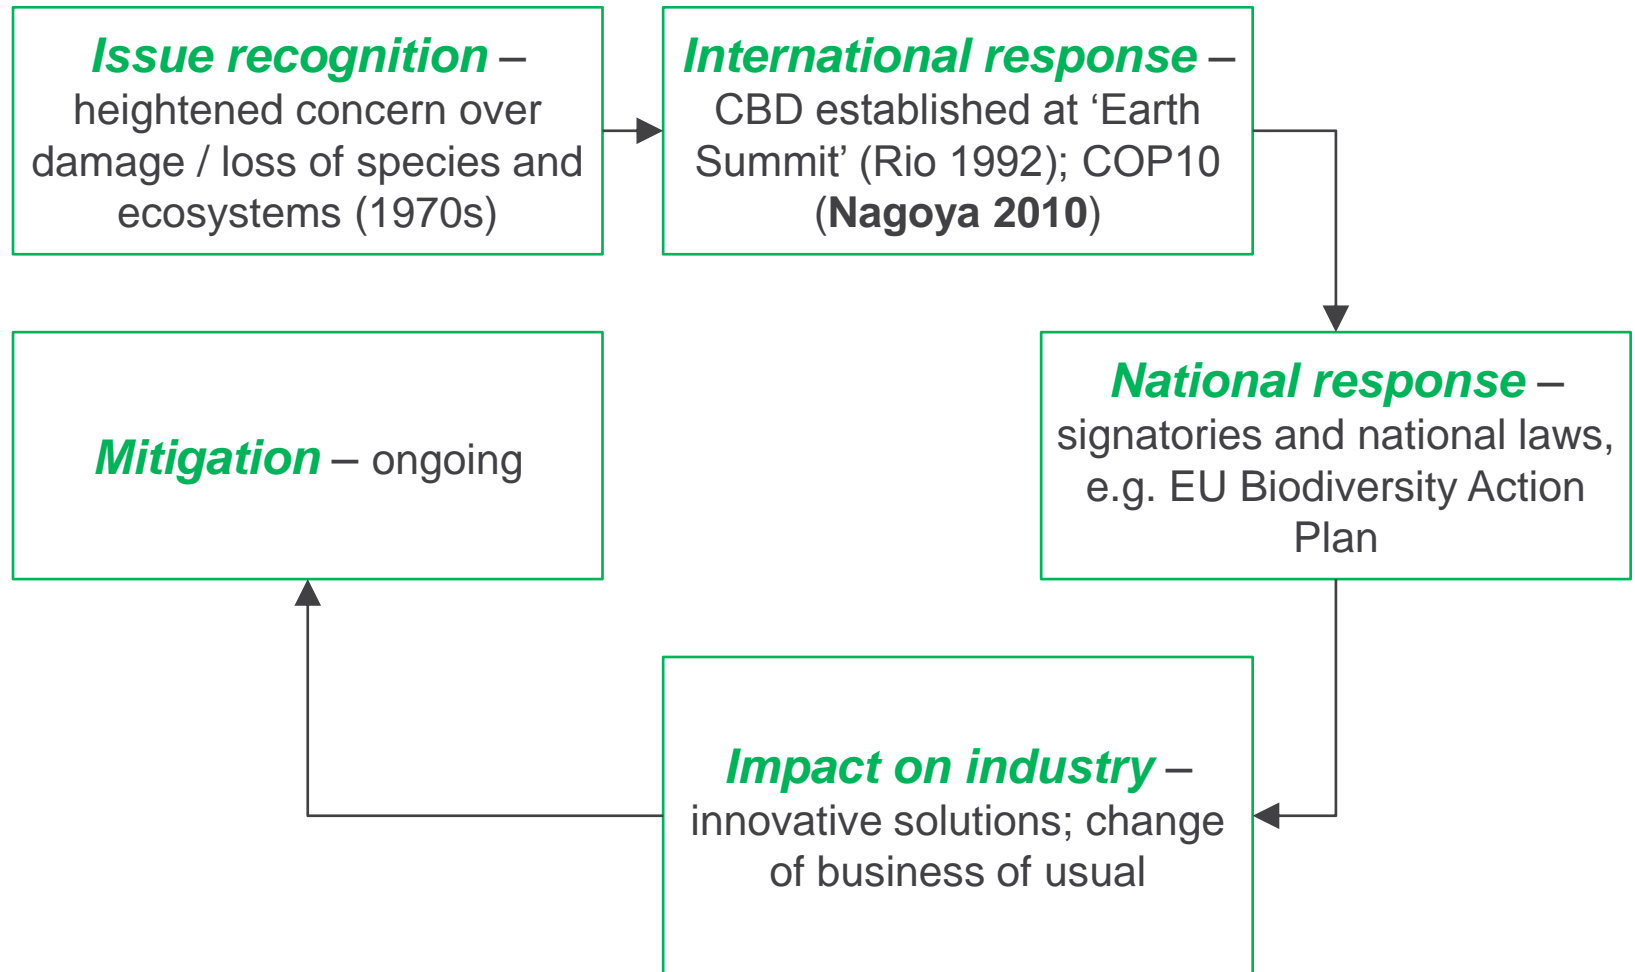 Issue recognition –
heightened concern over
damage / loss of species and
ecosystems (1970s)
International response –
CBD established at ‘Earth
Summit’ (Rio 1992); COP10
(Nagoya 2010)
National response –
signatories and national laws,
e.g. EU Biodiversity Action
Plan
Impact on industry –
innovative solutions; change
of business of usual
Mitigation – ongoing